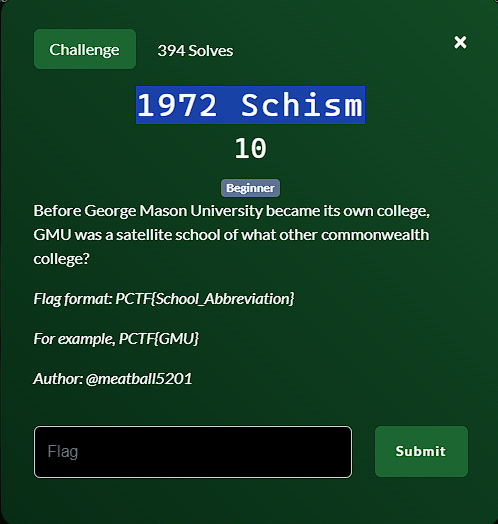 Challenge 394 Solves ×
1972 Schism
10
Beginner
Before George Mason University became its own college,
GMU was a satellite school of what other commonwealth
college?
Flag format: PCTF{School_Abbreviation}
For example, PCTF{GMU}
Author: @meatball5201
Flag Submit